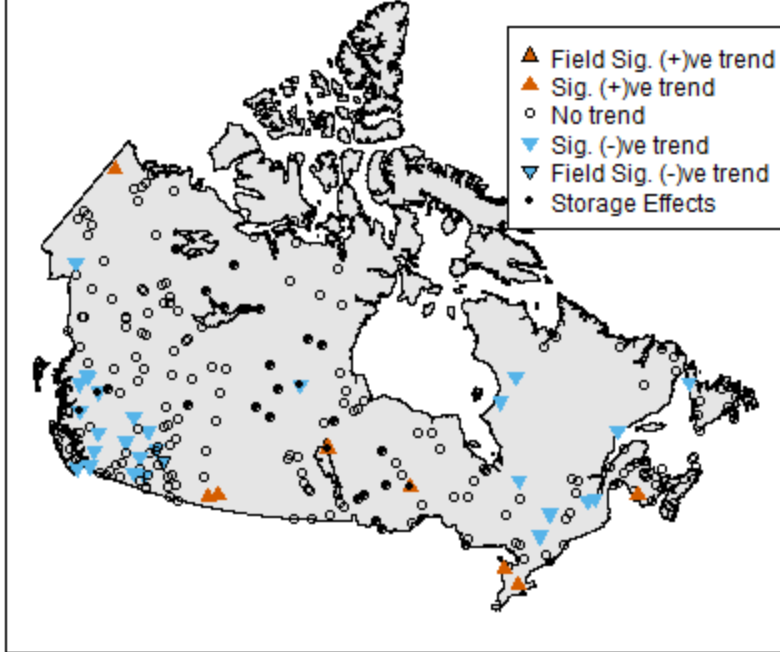 Field Sig. (+)ve trend
Sig. (+)ve trend
No trend
Sig. (-)ve trend
Field Sig. (-)ve trend
Storage Effects